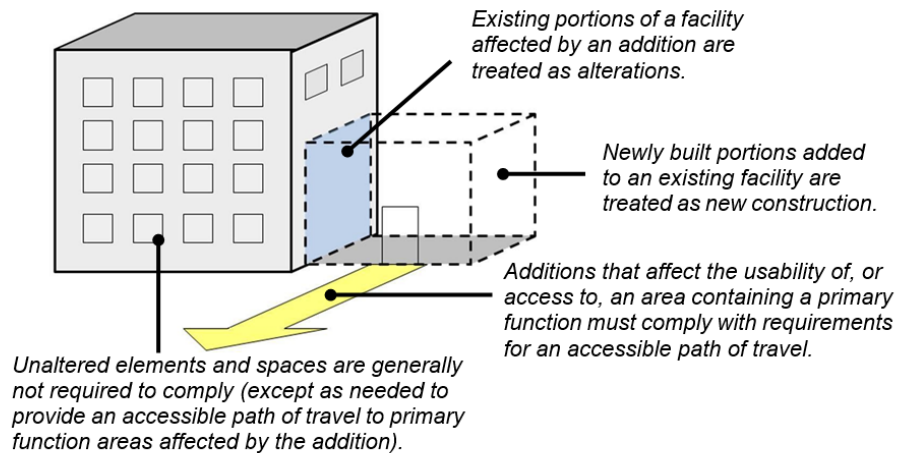 Existing portions of a facility
affected by an addition are
treated as alterations.
Newly built portions added
to an existing facility are
treated as new construction.
Additions that affect the usability of, or
access to, an area containing a primary
function must comply with requirements
for an accessible path of travel.
Unaltered elements and spaces are generally
not required to comply (except as needed to
provide an accessible path of travel to primary
function areas affected by the addition).